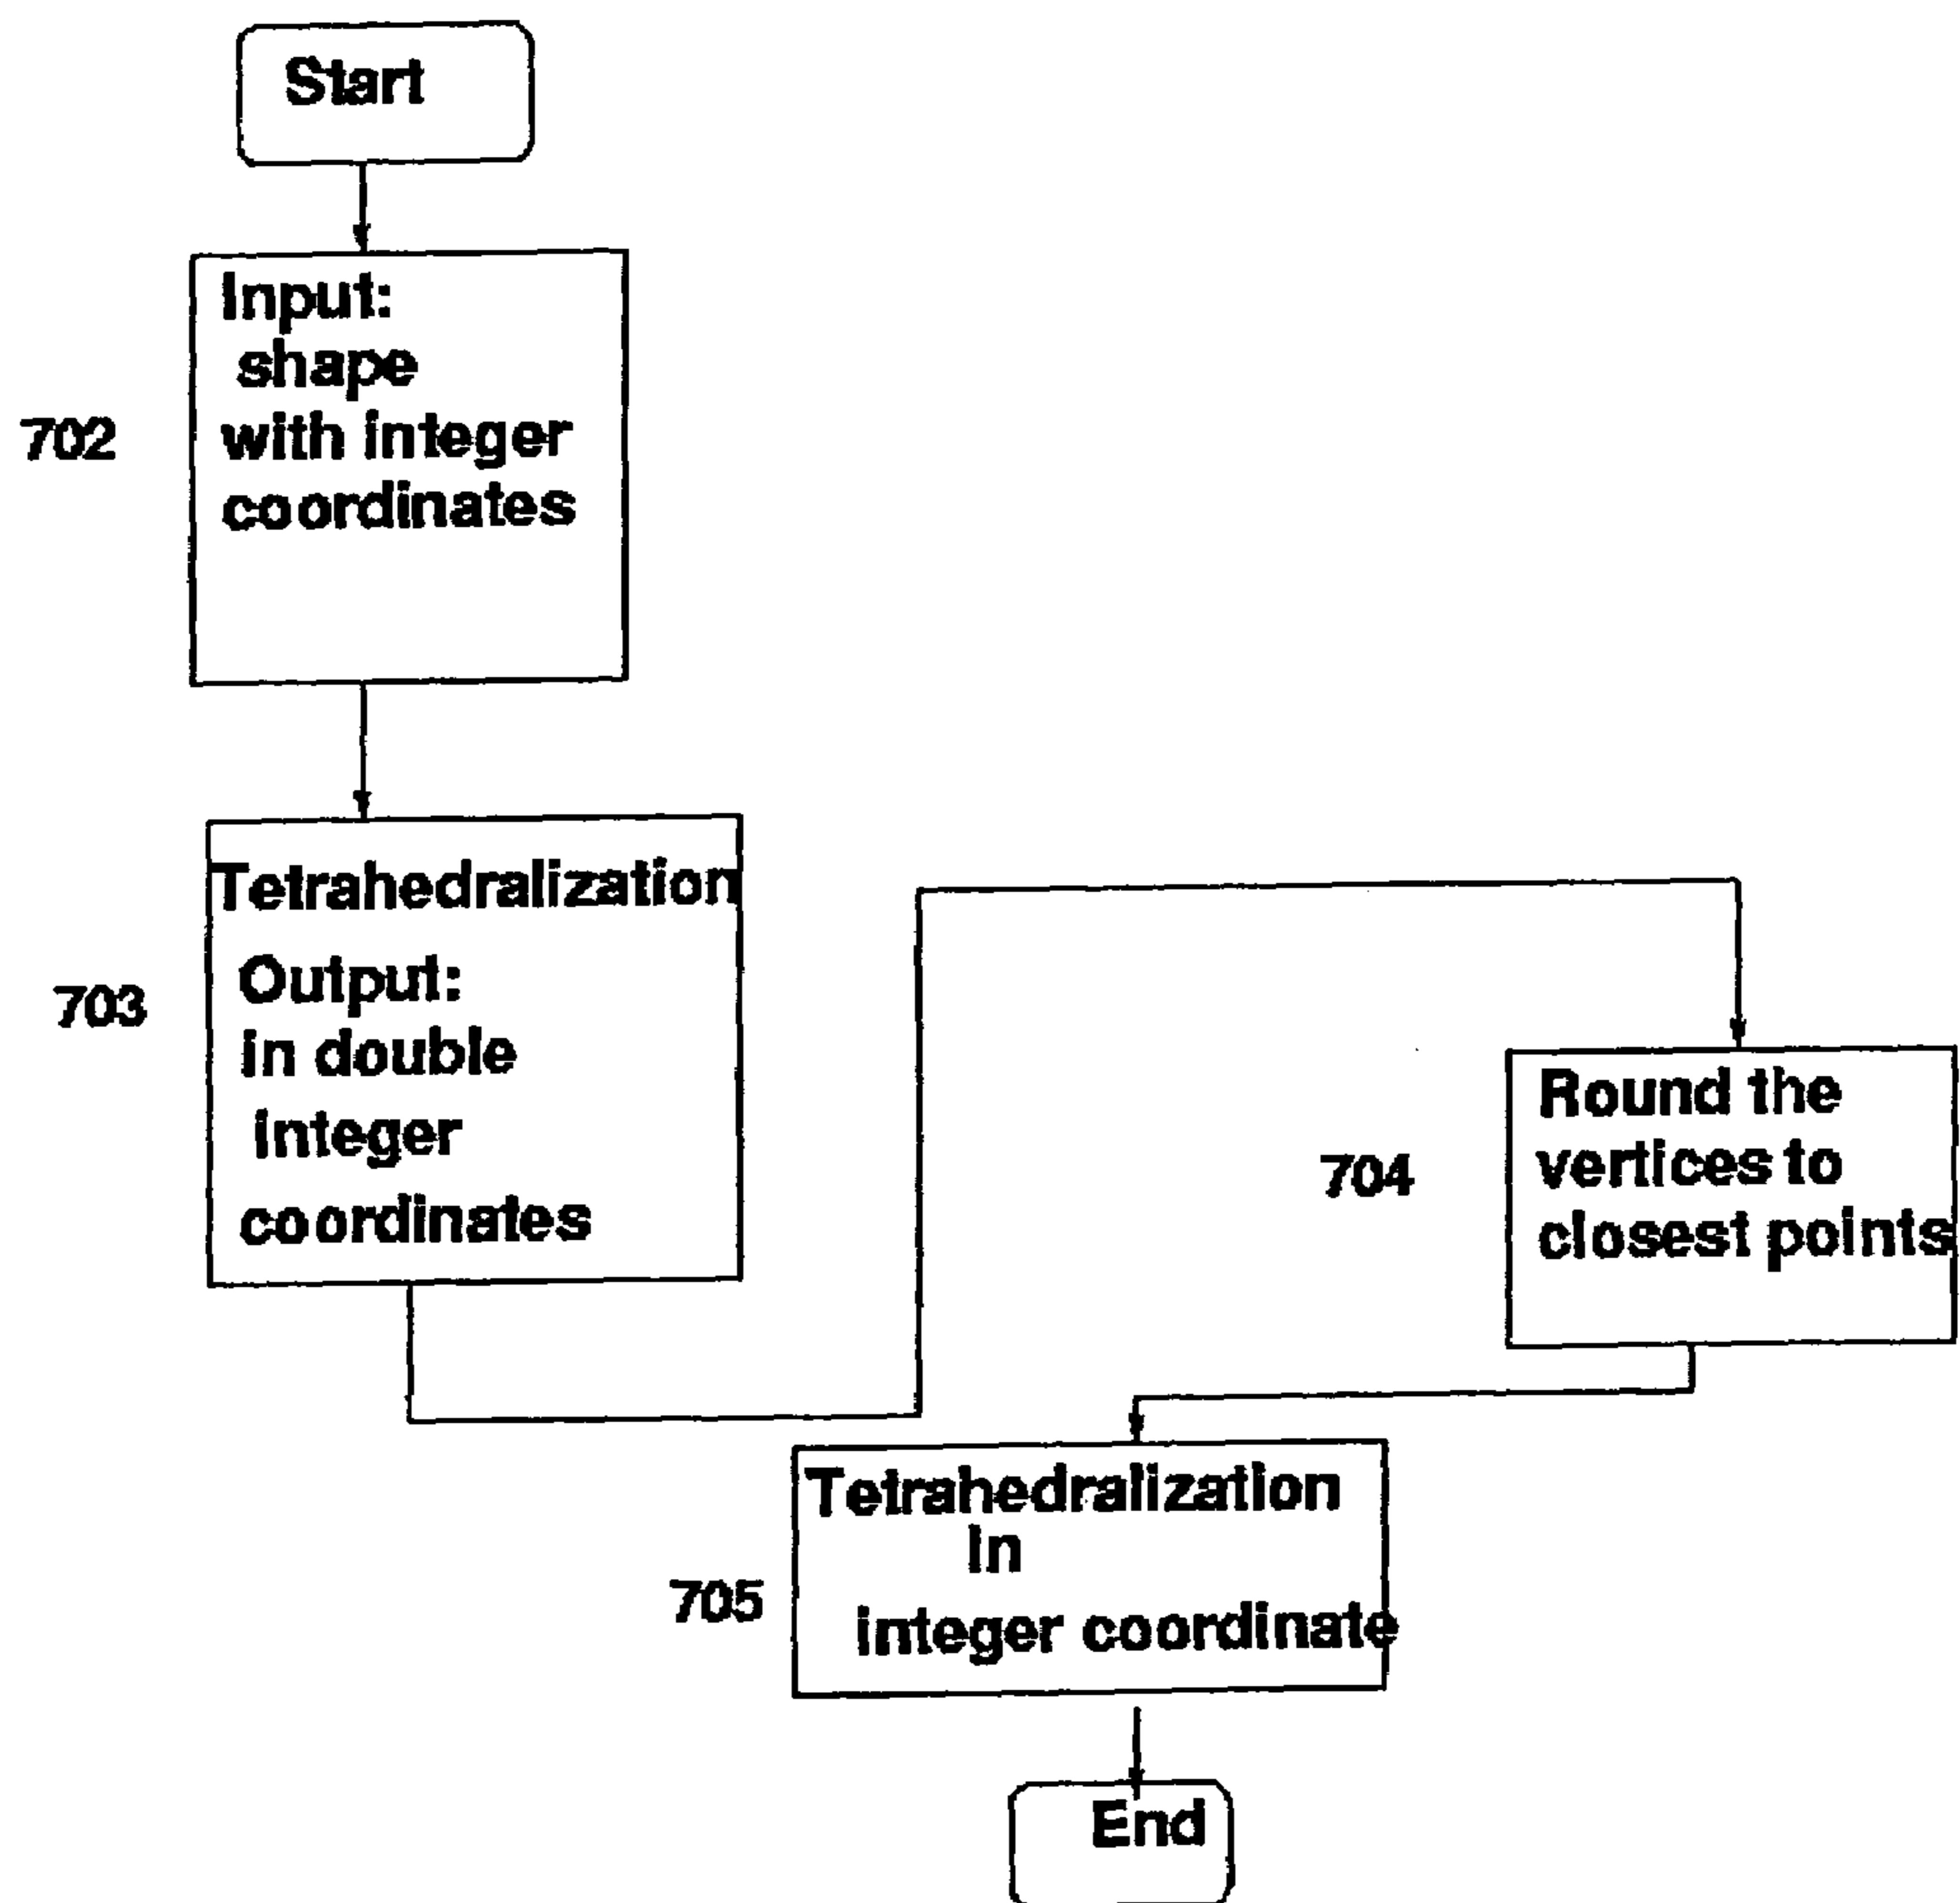 Start
702
Input:
shape
with integer
coordinates
703
Tetrahedralization
Output:
in double
integer
coordinates
704
Round the
vertices to
closest points
705
Tetrahedralization
In
integer coordinate
End